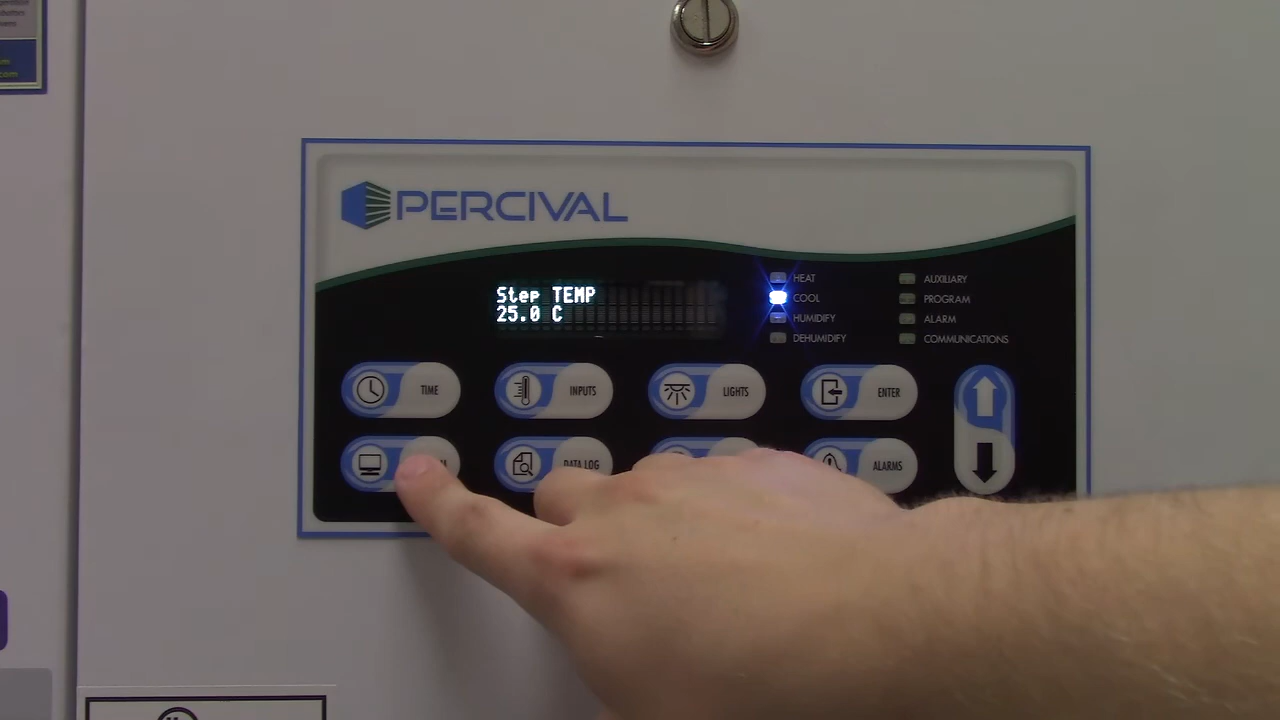 PERCIVAL
Step TEMP
25.0 C
HEAT
COOL
HUMIDIFY
DEHUMIDIFY
AUXILIARY
PROGRAM
ALARM
COMMUNICATIONS
TIME
INPUTS
LIGHTS
ENTER
DATA LOG
ALARMS